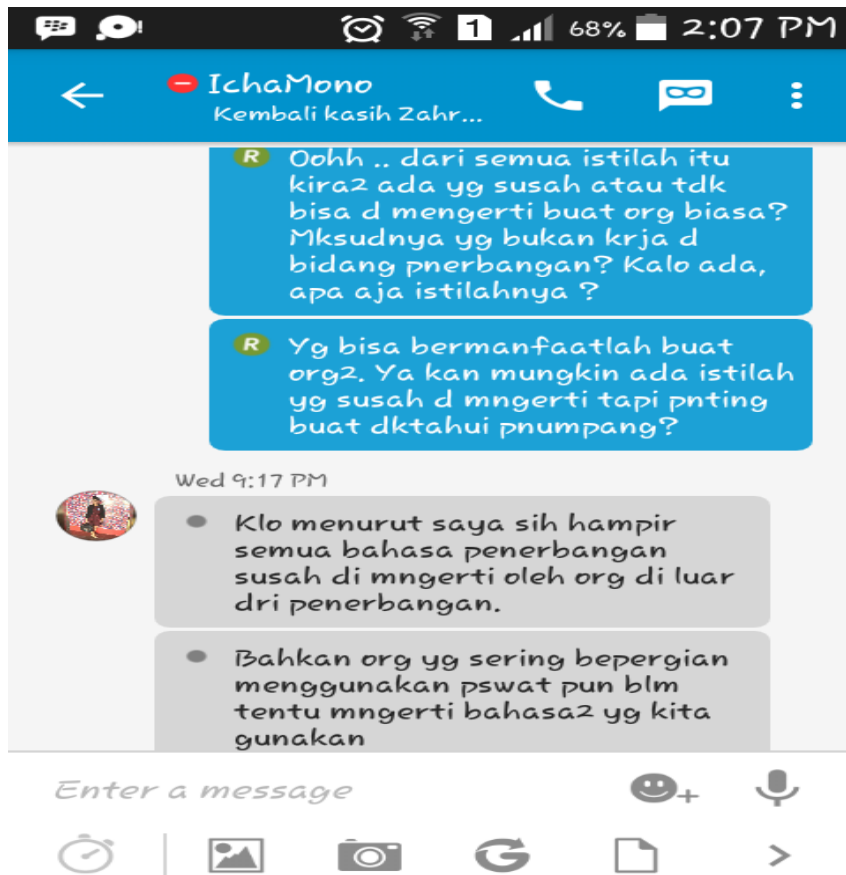 1 68% 2:07 PM
IchaMono
Kembali kasih Zahr...
R Oohh .. dari semua istilah itu
kira2 ada yg susah atau tdk
bisa d mengerti buat org biasa?
Mksudnya yg bukan krja d
bidang pnerbangan? Kalo ada,
apa aja istilahnya ?
R Yg bisa bermanfaatlah buat
org2. Ya kan mungkin ada istilah
yg susah d mngerti tapi pnting
buat dktahui pnumpang?
Wed 9:17 PM
Klo menurut saya sih hampir
semua bahasa penerbangan
susah di mngerti oleh org di luar
dri penerbangan.
Bahkan org yg sering bepergian
menggunakan pswat pun blm
tentu mngerti bahasa2 yg kita
gunakan
Enter a message
G